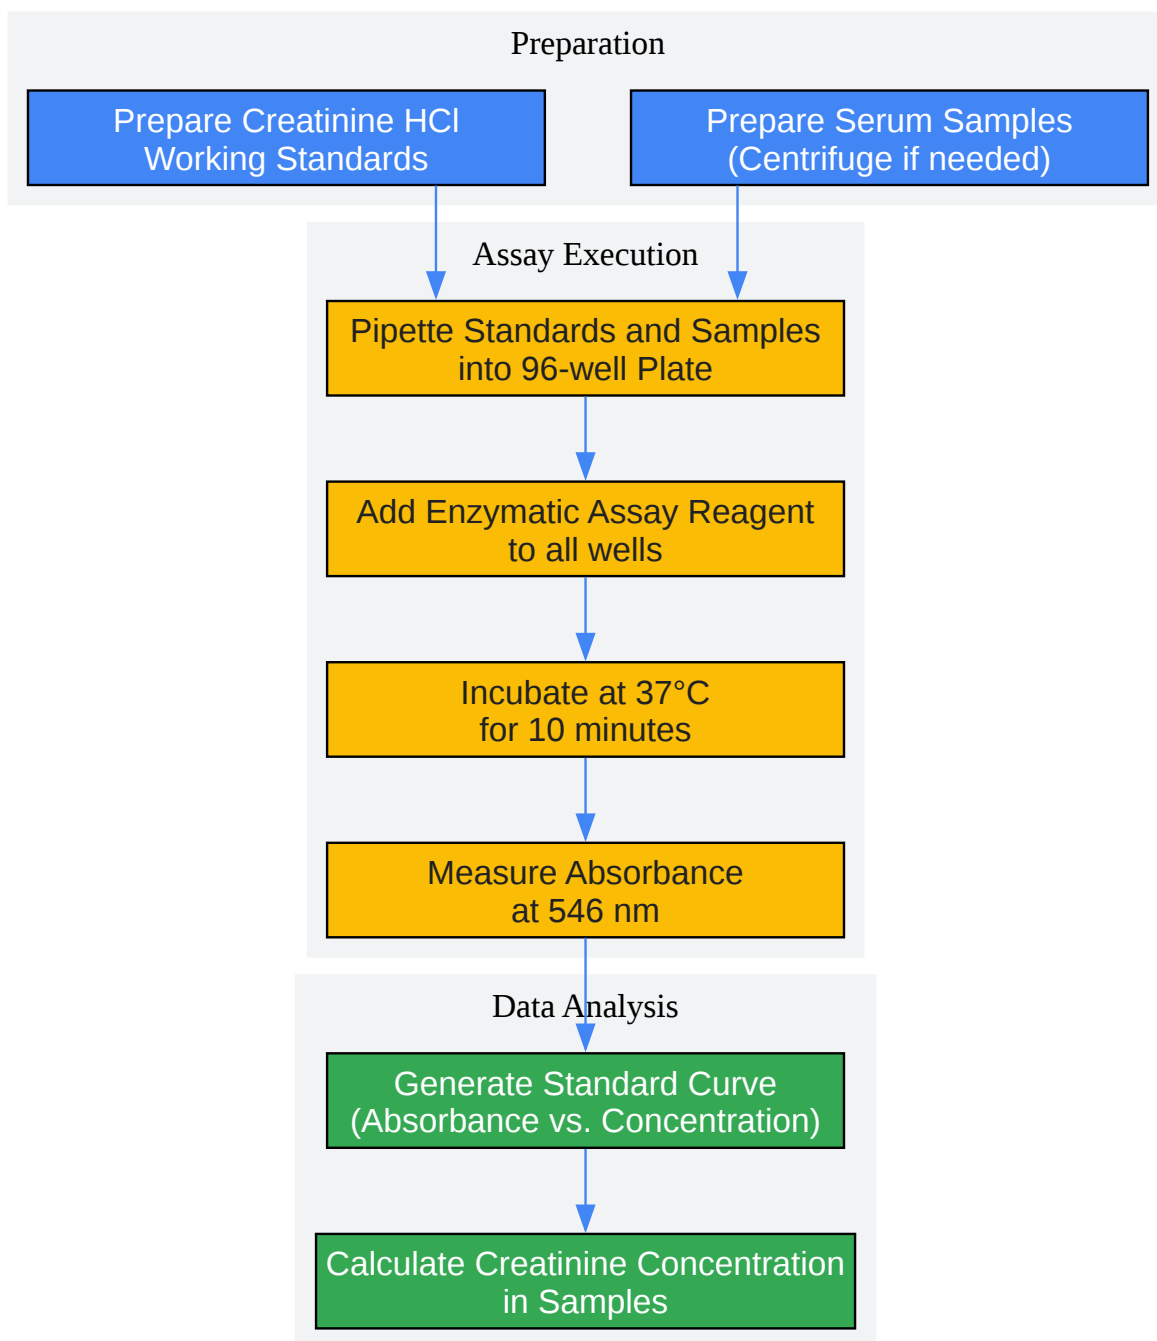 Preparation
Prepare Creatinine HCl
Working Standards
Prepare Serum Samples
(Centrifuge if needed)
Assay Execution
Pipette Standards and Samples
into 96-well Plate
Add Enzymatic Assay Reagent
to all wells
Incubate at 37°C
for 10 minutes
Measure Absorbance
at 546 nm
Data Analysis
Generate Standard Curve
(Absorbance vs. Concentration)
Calculate Creatinine Concentration
in Samples